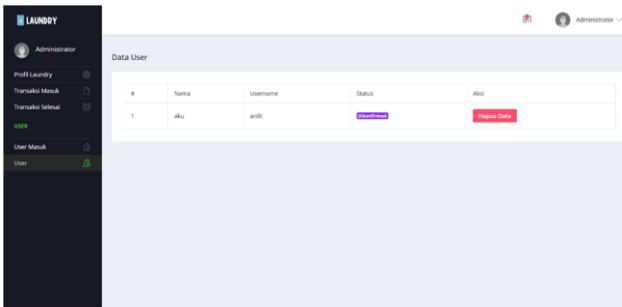 LAUNDRY
Administrator
Administrator
Profil Laundry
Transaksi Masuk
Transaksi Selesai
USER
User Masuk
User
Data User
# Nama Username Status Aksi
1 aku ardit Dikonfirmasi Hapus Data